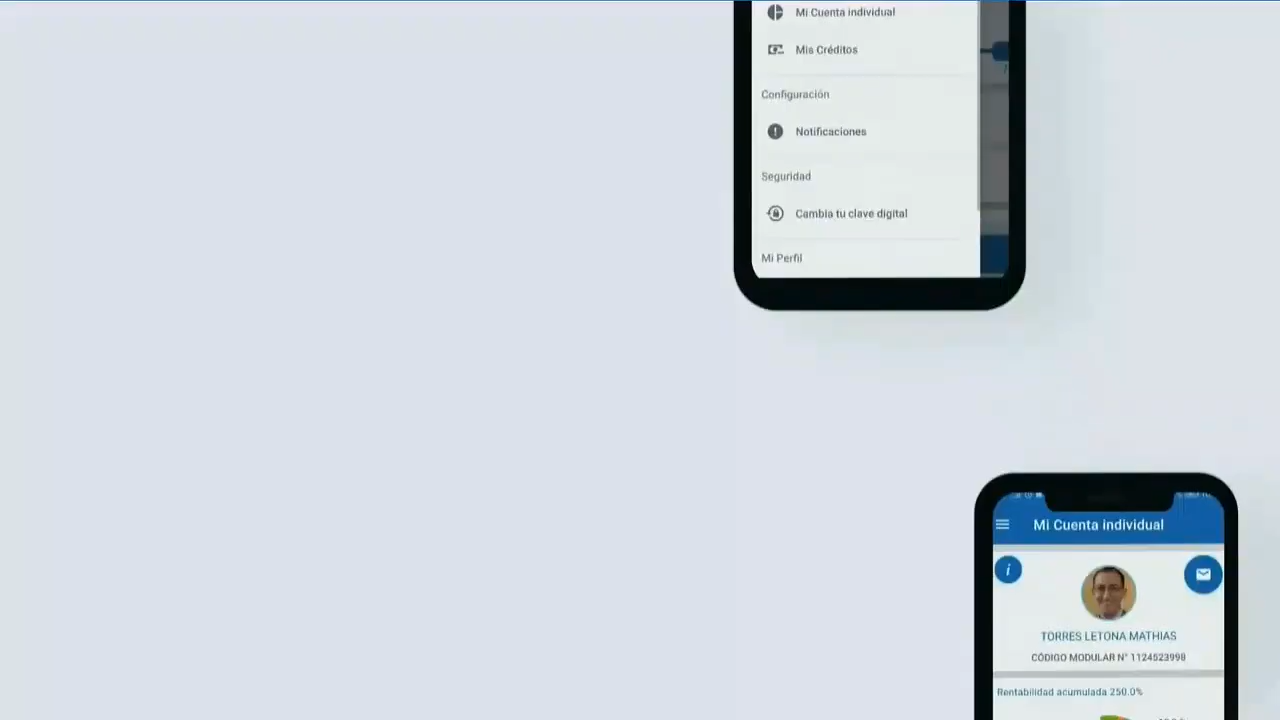 Mi Cuenta individual
Mis Créditos
Configuración
Notificaciones
Seguridad
Cambia tu clave digital
Mi Perfil
Mi Cuenta individual
i
TORRES LETONA MATHIAS
CÓDIGO MODULAR N° 1124523998
Rentabilidad acumulada 250.0%